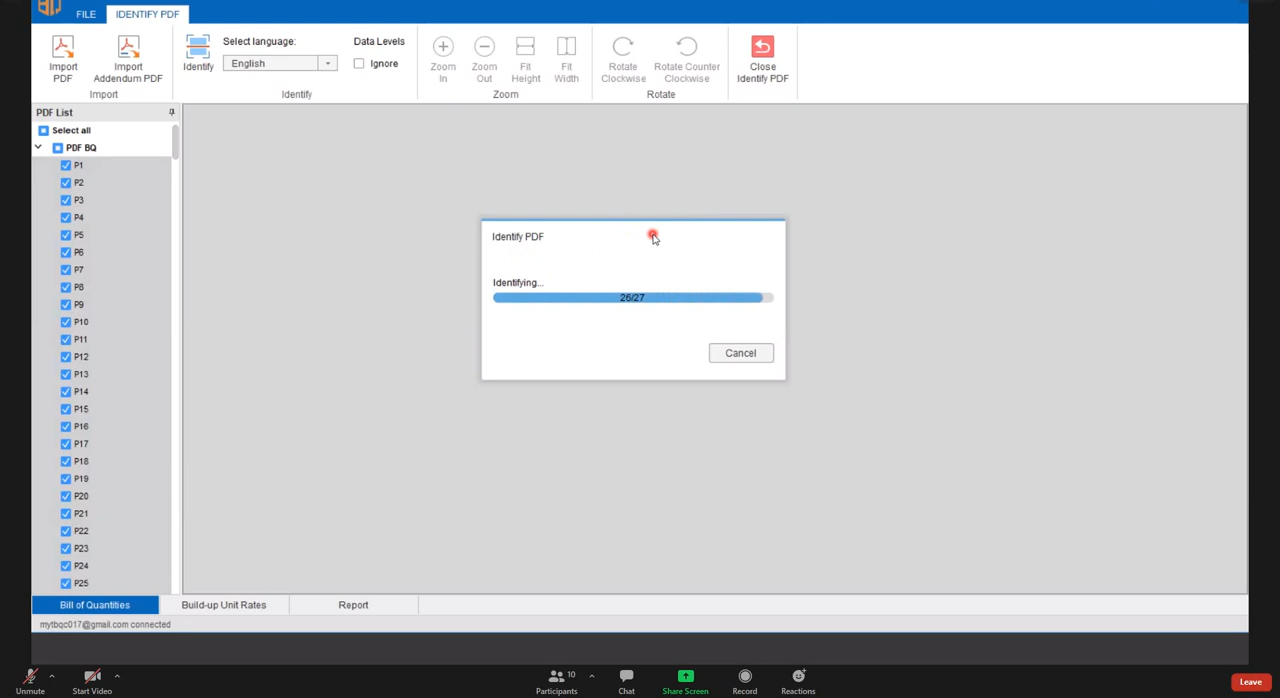 BQ
FILE
IDENTIFY PDF
Import PDF
Import Addendum PDF
Import
Identify
Select language:
English
Data Levels
Ignore
Identify
Zoom In
Zoom Out
Fit Height
Fit Width
Zoom
Rotate Clockwise
Rotate Counter Clockwise
Rotate
Close Identify PDF
PDF List
Select all
PDF BQ
P1
P2
P3
P4
P5
P6
P7
P8
P9
P10
P11
P12
P13
P14
P15
P16
P17
P18
P19
P20
P21
P22
P23
P24
P25
Identify PDF
Identifying...
26/27
Cancel
Bill of Quantities
Build-up Unit Rates
Report
mytbqc017@gmail.com connected
Unmute
Start Video
Participants
10
Chat
Share Screen
Record
Reactions
Leave